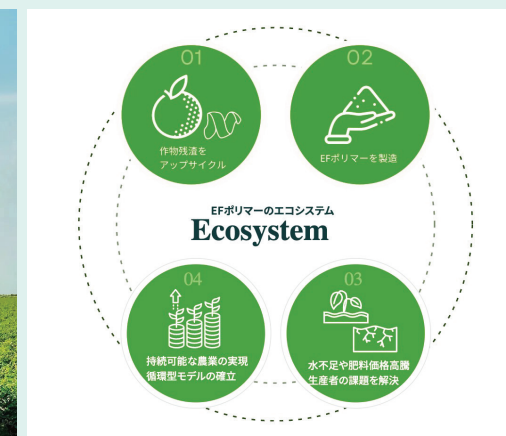 01
作物残渣を
アップサイクル
02
EFポリマーを製造
EFポリマーのエコシステム
Ecosystem
04
持続可能な農業の実現
循環型モデルの確立
03
水不足や肥料価格高騰
生産者の課題を解決